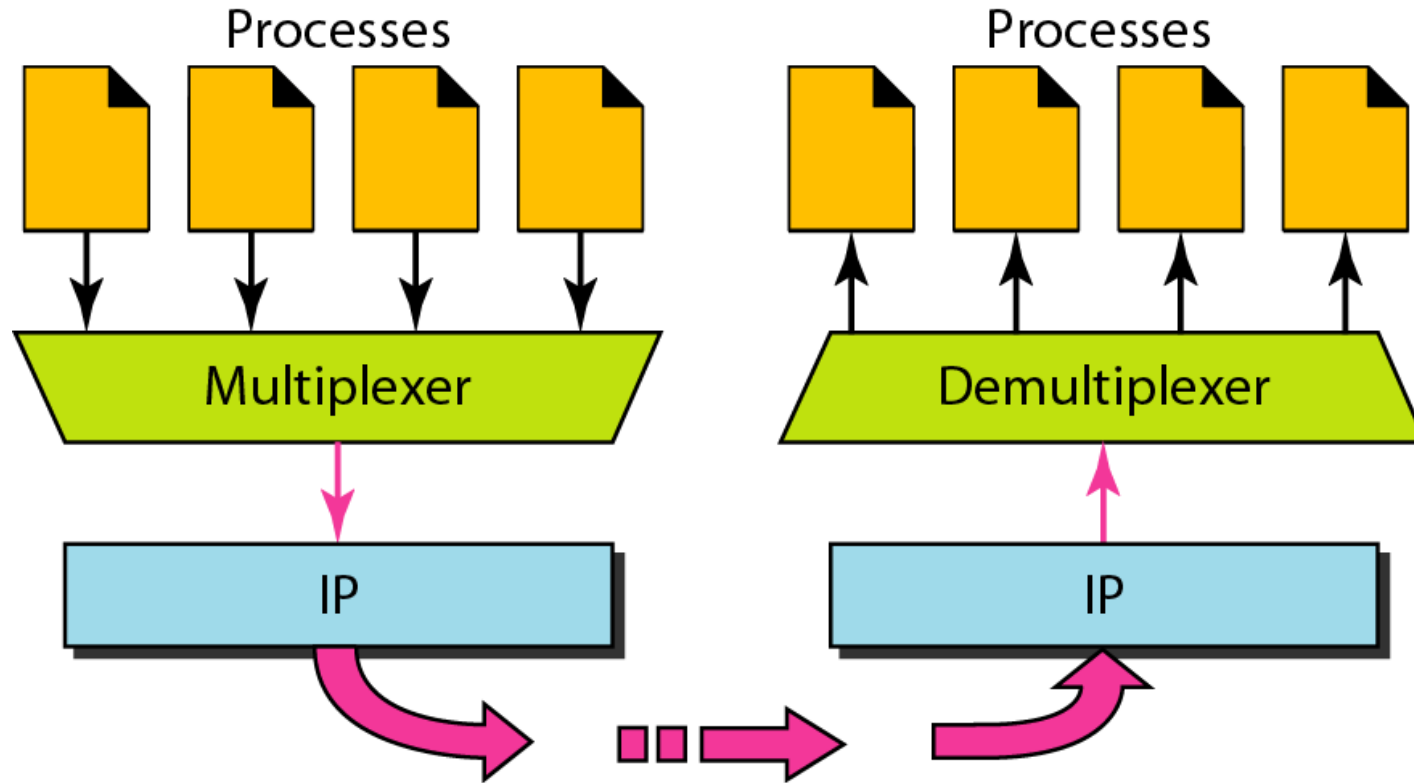 Processes
Processes
Multiplexer
Demultiplexer
IP
IP